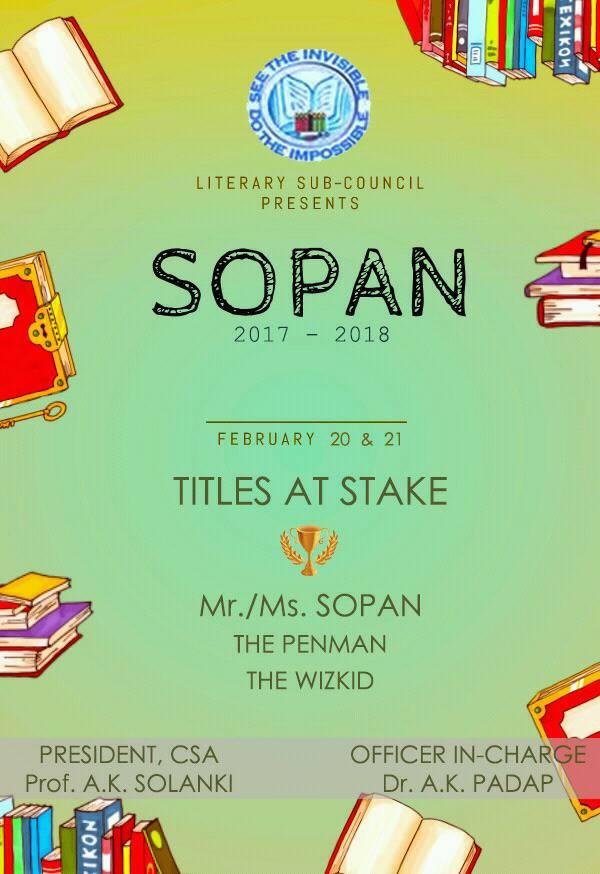 SEE THE INVISIBLE
DO THE IMPOSSIBLE
LEXIKON
LITERARY SUB-COUNCIL
PRESENTS
SOPAN
2017 - 2018
FEBRUARY 20 & 21
TITLES AT STAKE
Mr./Ms. SOPAN
THE PENMAN
THE WIZKID
PRESIDENT, CSA
Prof. A.K. SOLANKI
OFFICER IN-CHARGE
Dr. A.K. PADAP
XIKON